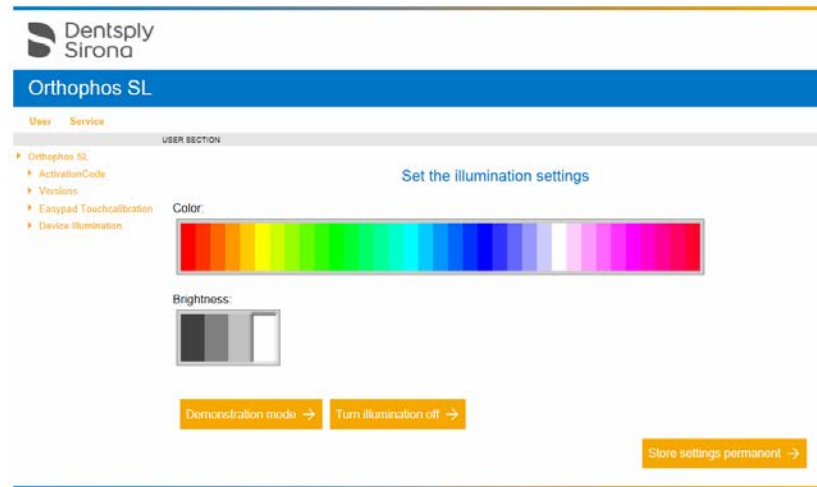 Dentsply
Sirona
Orthophos SL
User Service
USER SECTION
Orthophos SL
ActivationCode
Versions
Easypad Touchcalibration
Device Illumination
Set the illumination settings
Color:
Brightness:
Demonstration mode → Turn illumination off →
Store settings permanent →